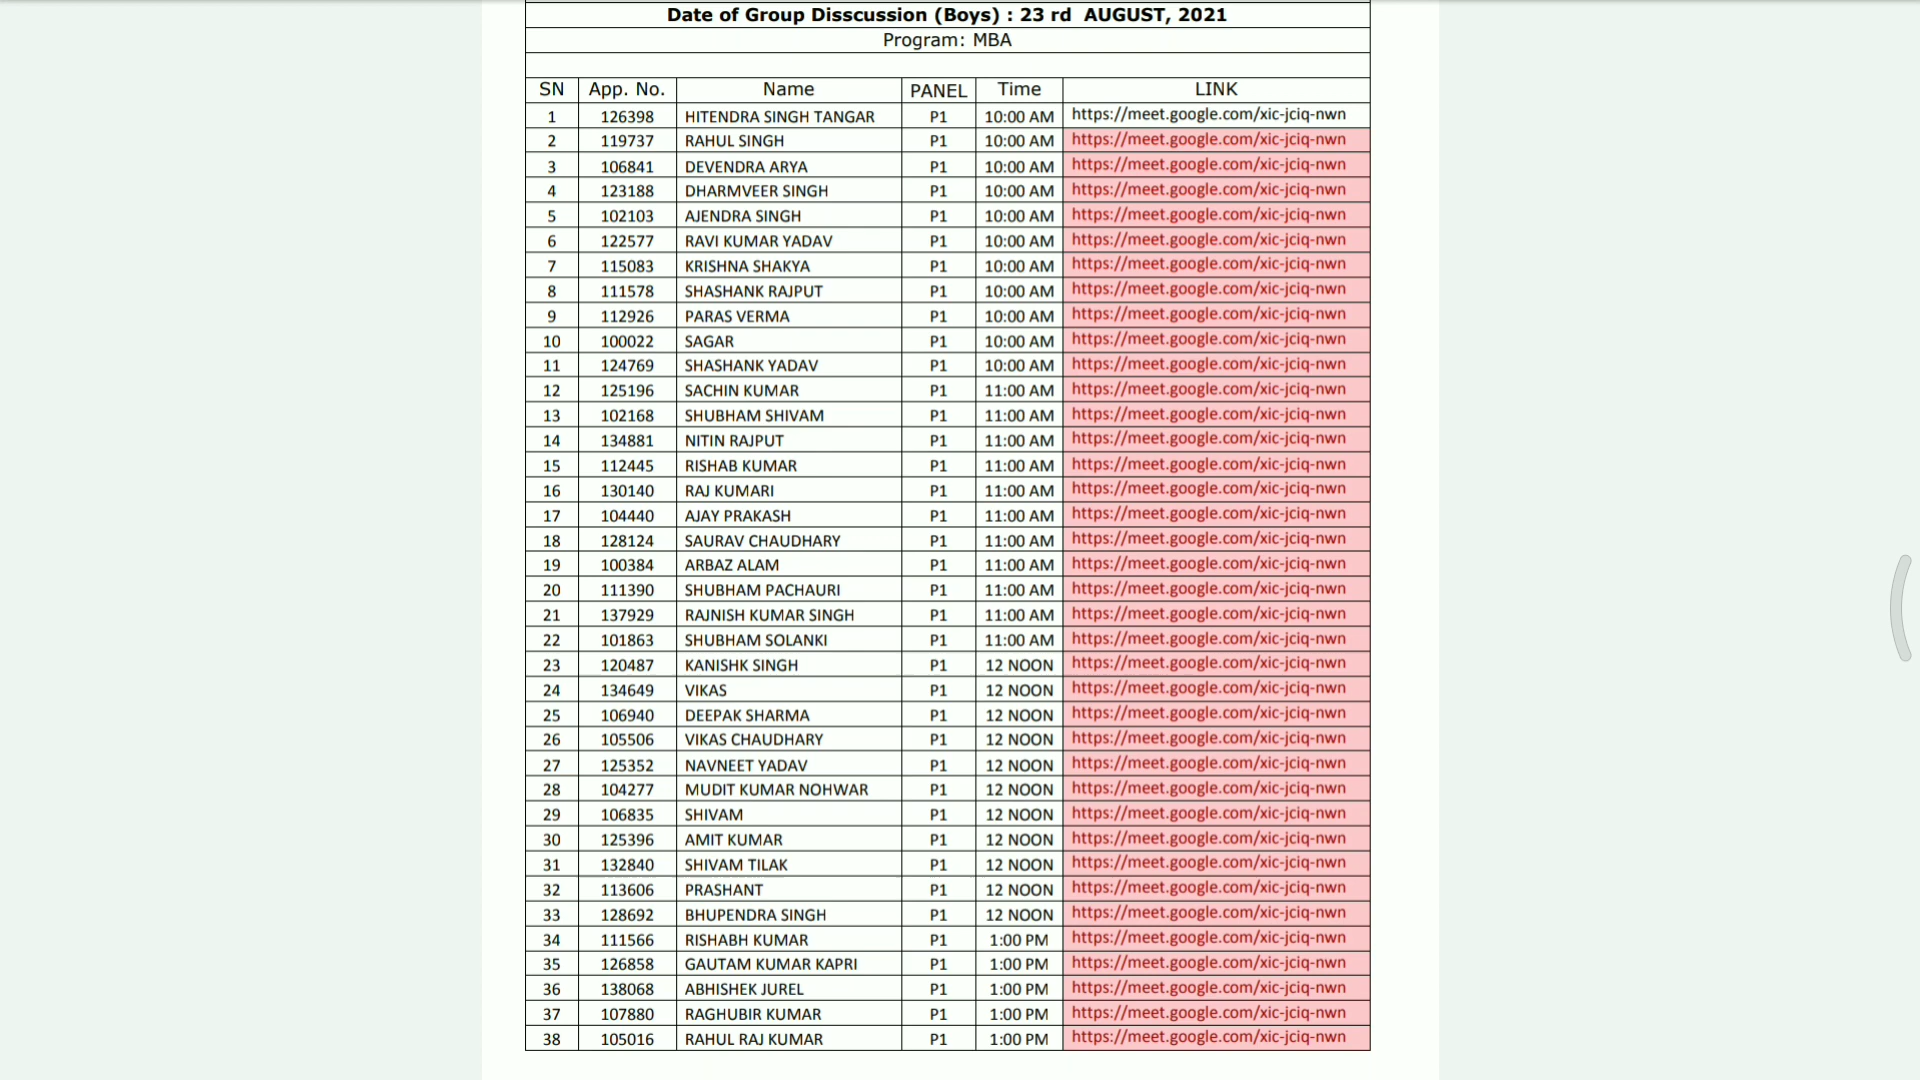 Date of Group Disscussion (Boys) : 23 rd AUGUST, 2021
Program: MBA
SN App. No. Name PANEL Time LINK
1 126398 HITENDRA SINGH TANGAR P1 10:00 AM https://meet.google.com/xic-jciq-nwn
2 119737 RAHUL SINGH P1 10:00 AM https://meet.google.com/xic-jciq-nwn
3 106841 DEVENDRA ARYA P1 10:00 AM https://meet.google.com/xic-jciq-nwn
4 123188 DHARMVEER SINGH P1 10:00 AM https://meet.google.com/xic-jciq-nwn
5 102103 AJENDRA SINGH P1 10:00 AM https://meet.google.com/xic-jciq-nwn
6 122577 RAVI KUMAR YADAV P1 10:00 AM https://meet.google.com/xic-jciq-nwn
7 115083 KRISHNA SHAKYA P1 10:00 AM https://meet.google.com/xic-jciq-nwn
8 111578 SHASHANK RAJPUT P1 10:00 AM https://meet.google.com/xic-jciq-nwn
9 112926 PARAS VERMA P1 10:00 AM https://meet.google.com/xic-jciq-nwn
10 100022 SAGAR P1 10:00 AM https://meet.google.com/xic-jciq-nwn
11 124769 SHASHANK YADAV P1 10:00 AM https://meet.google.com/xic-jciq-nwn
12 125196 SACHIN KUMAR P1 11:00 AM https://meet.google.com/xic-jciq-nwn
13 102168 SHUBHAM SHIVAM P1 11:00 AM https://meet.google.com/xic-jciq-nwn
14 134881 NITIN RAJPUT P1 11:00 AM https://meet.google.com/xic-jciq-nwn
15 112445 RISHAB KUMAR P1 11:00 AM https://meet.google.com/xic-jciq-nwn
16 130140 RAJ KUMARI P1 11:00 AM https://meet.google.com/xic-jciq-nwn
17 104440 AJAY PRAKASH P1 11:00 AM https://meet.google.com/xic-jciq-nwn
18 128124 SAURAV CHAUDHARY P1 11:00 AM https://meet.google.com/xic-jciq-nwn
19 100384 ARBAZ ALAM P1 11:00 AM https://meet.google.com/xic-jciq-nwn
20 111390 SHUBHAM PACHAURI P1 11:00 AM https://meet.google.com/xic-jciq-nwn
21 137929 RAJNISH KUMAR SINGH P1 11:00 AM https://meet.google.com/xic-jciq-nwn
22 101863 SHUBHAM SOLANKI P1 11:00 AM https://meet.google.com/xic-jciq-nwn
23 120487 KANISHK SINGH P1 12 NOON https://meet.google.com/xic-jciq-nwn
24 134649 VIKAS P1 12 NOON https://meet.google.com/xic-jciq-nwn
25 106940 DEEPAK SHARMA P1 12 NOON https://meet.google.com/xic-jciq-nwn
26 105506 VIKAS CHAUDHARY P1 12 NOON https://meet.google.com/xic-jciq-nwn
27 125352 NAVNEET YADAV P1 12 NOON https://meet.google.com/xic-jciq-nwn
28 104277 MUDIT KUMAR NOHWAR P1 12 NOON https://meet.google.com/xic-jciq-nwn
29 106835 SHIVAM P1 12 NOON https://meet.google.com/xic-jciq-nwn
30 125396 AMIT KUMAR P1 12 NOON https://meet.google.com/xic-jciq-nwn
31 132840 SHIVAM TILAK P1 12 NOON https://meet.google.com/xic-jciq-nwn
32 113606 PRASHANT P1 12 NOON https://meet.google.com/xic-jciq-nwn
33 128692 BHUPENDRA SINGH P1 12 NOON https://meet.google.com/xic-jciq-nwn
34 111566 RISHABH KUMAR P1 1:00 PM https://meet.google.com/xic-jciq-nwn
35 126858 GAUTAM KUMAR KAPRI P1 1:00 PM https://meet.google.com/xic-jciq-nwn
36 138068 ABHISHEK JUREL P1 1:00 PM https://meet.google.com/xic-jciq-nwn
37 107880 RAGHUBIR KUMAR P1 1:00 PM https://meet.google.com/xic-jciq-nwn
38 105016 RAHUL RAJ KUMAR P1 1:00 PM https://meet.google.com/xic-jciq-nwn